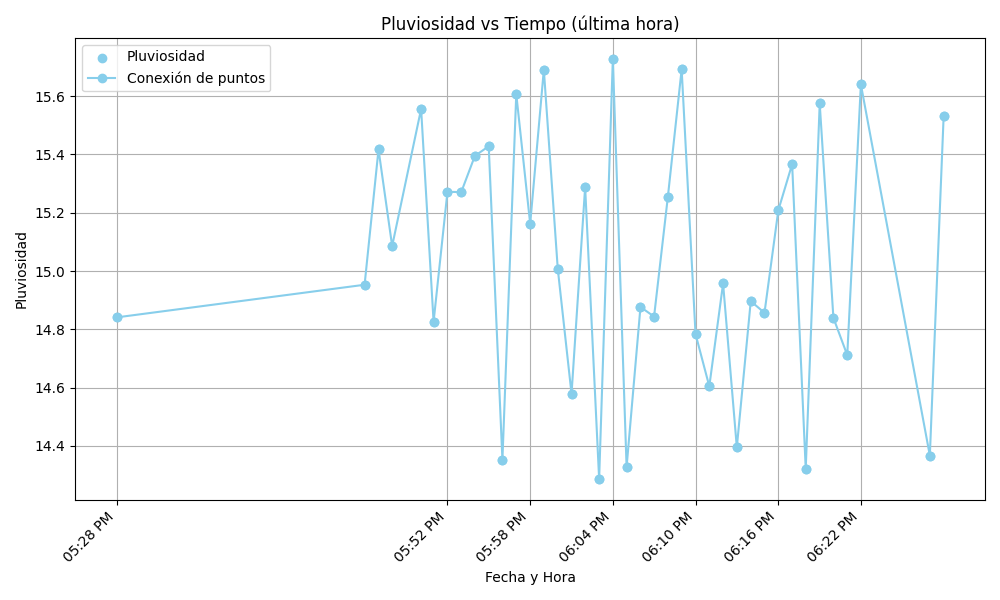 Pluviosidad vs Tiempo (última hora)
Pluviosidad
Conexión de puntos
Pluviosidad
15.6
15.4
15.2
15.0
14.8
14.6
14.4
05:28 PM
05:52 PM
05:58 PM
06:04 PM
06:10 PM
06:16 PM
06:22 PM
Fecha y Hora